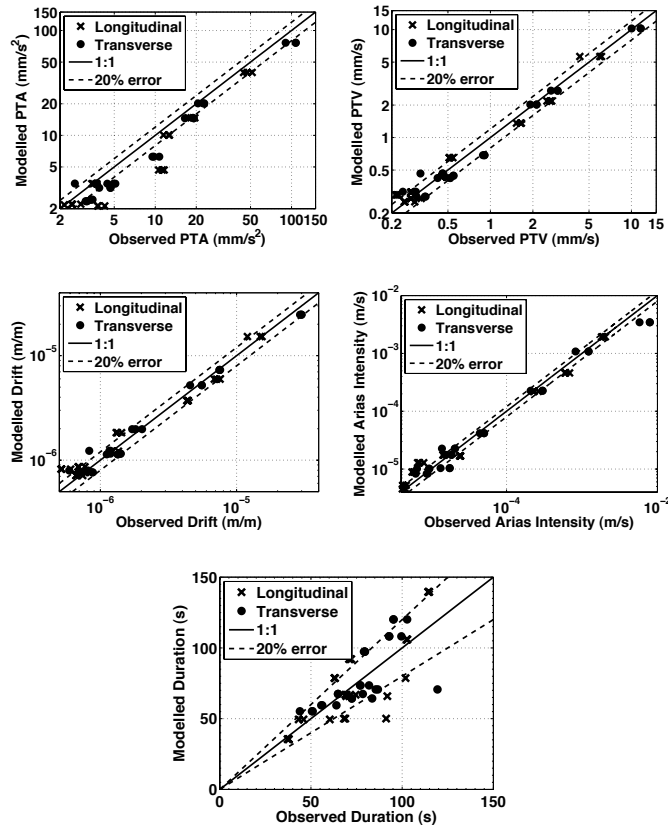 150
100
50
20
10
5
2
Modelled PTA (mm/s²)
Longitudinal
Transverse
1:1
20% error
2 5 10 20 50 100150
Observed PTA (mm/s²)
15
10
5
1
0.5
0.2
Modelled PTV (mm/s)
Longitudinal
Transverse
1:1
20% error
0.2 0.5 1 5 10 15
Observed PTV (mm/s)
10⁻⁵
10⁻⁶
Modelled Drift (m/m)
Longitudinal
Transverse
1:1
20% error
10⁻⁶ 10⁻⁵
Observed Drift (m/m)
10⁻²
10⁻³
10⁻⁴
10⁻⁵
Modelled Arias Intensity (m/s)
Longitudinal
Transverse
1:1
20% error
10⁻⁴ 10⁻²
Observed Arias Intensity (m/s)
150
100
50
0
Modelled Duration (s)
Longitudinal
Transverse
1:1
20% error
0 50 100 150
Observed Duration (s)